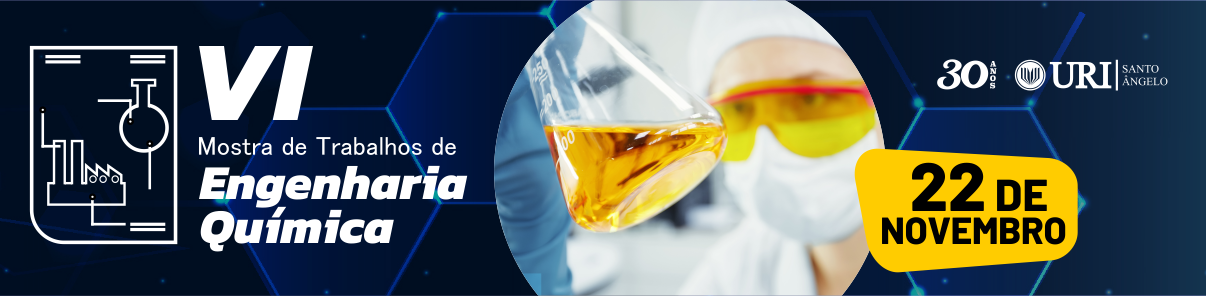 VI
Mostra de Trabalhos de
Engenharia
Química
30 ANOS
URI
SANTO
ÂNGELO
22 DE
NOVEMBRO